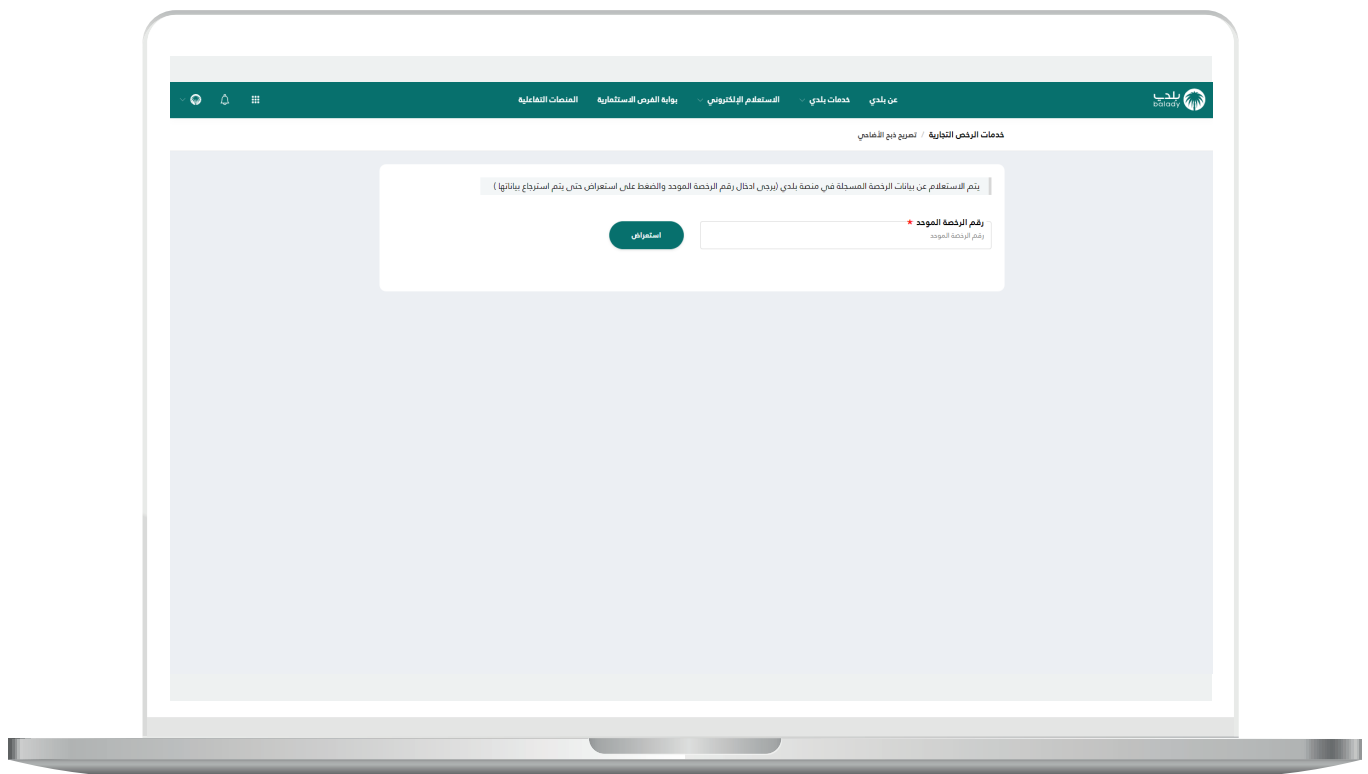 بلدي
balady
عن بلدي خدمات بلدي الاستعلام الإلكتروني بوابة الفرص الاستثمارية المنصات التفاعلية
خدمات الرخص التجارية / تصريح ذبح الأضاحي
يتم الاستعلام عن بيانات الرخصة المسجلة في منصة بلدي (يرجى ادخال رقم الرخصة الموحد والضغط على استعراض حتى يتم استرجاع بياناتها )
رقم الرخصة الموحد *
رقم الرخصة الموحد
استعراض